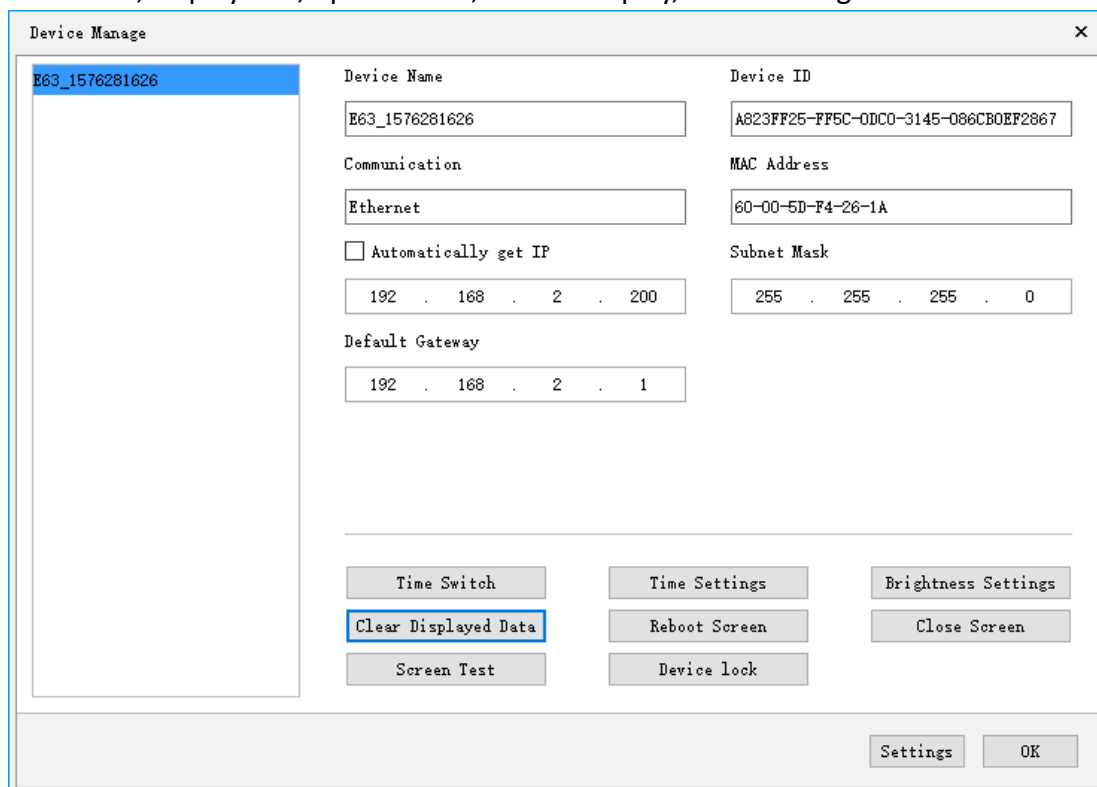 Device Manage ×
E63_1576281626
Device Name
E63_1576281626
Device ID
A823FF25-FF5C-0DC0-3145-086CB0EF2867
Communication
Ethernet
MAC Address
60-00-5D-F4-26-1A
Automatically get IP
192 . 168 . 2 . 200
Subnet Mask
255 . 255 . 255 . 0
Default Gateway
192 . 168 . 2 . 1
Time Switch
Time Settings
Brightness Settings
Clear Displayed Data
Reboot Screen
Close Screen
Screen Test
Device lock
Settings
OK